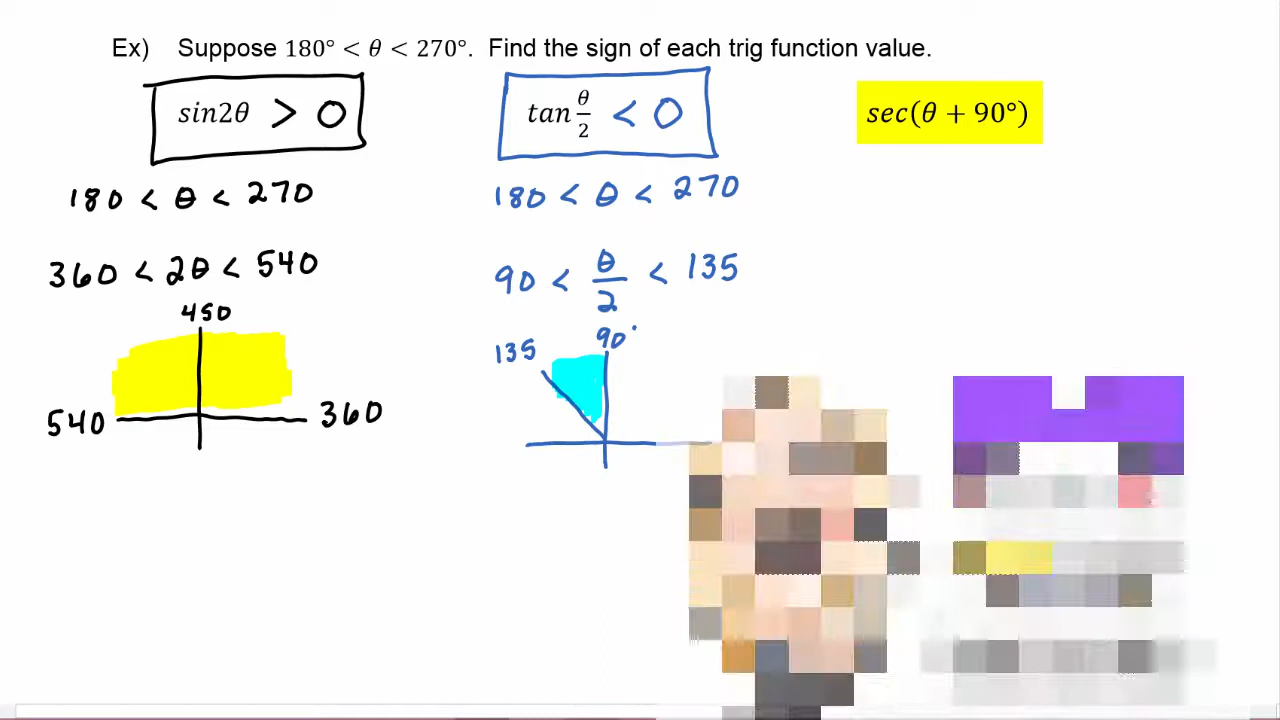 Ex) Suppose 180° < θ < 270°. Find the sign of each trig function value.
sin2θ > 0
180 < θ < 270
360 < 2θ < 540
450
540 360
tan θ/2 < 0
180 < θ < 270
90 < θ/2 < 135
135 90°
sec(θ + 90°)